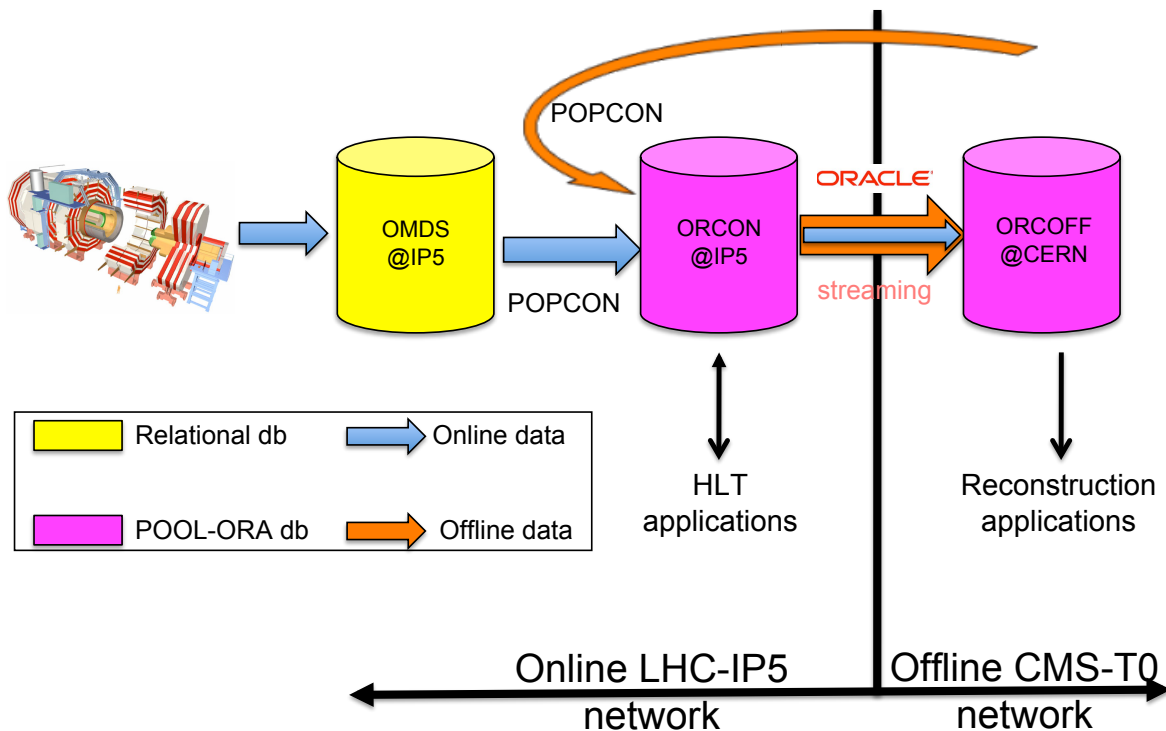 POPCON
ORACLE
OMDS
@IP5
ORCON
@IP5
ORCOFF
@CERN
POPCON
streaming
Relational db
Online data
POOL-ORA db
Offline data
HLT
applications
Reconstruction
applications
Online LHC-IP5
network
Offline CMS-T0
network